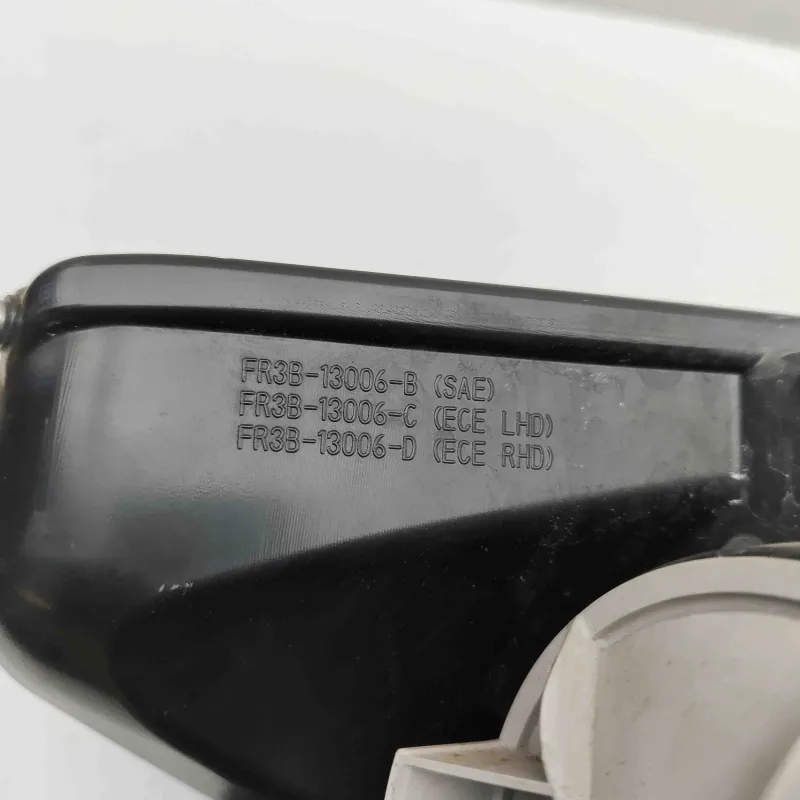 FR3B-13006-B (SAE)
FR3B-13006-C (ECE LHD)
FR3B-13006-D (ECE RHD)